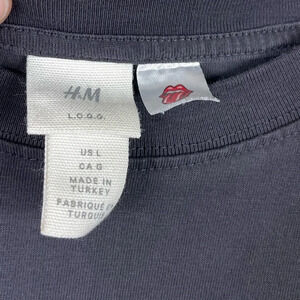 H&M
L.O.G.G.
US L
CA G
MADE IN
TURKEY
FABRIQUÉ EN
TURQUIE